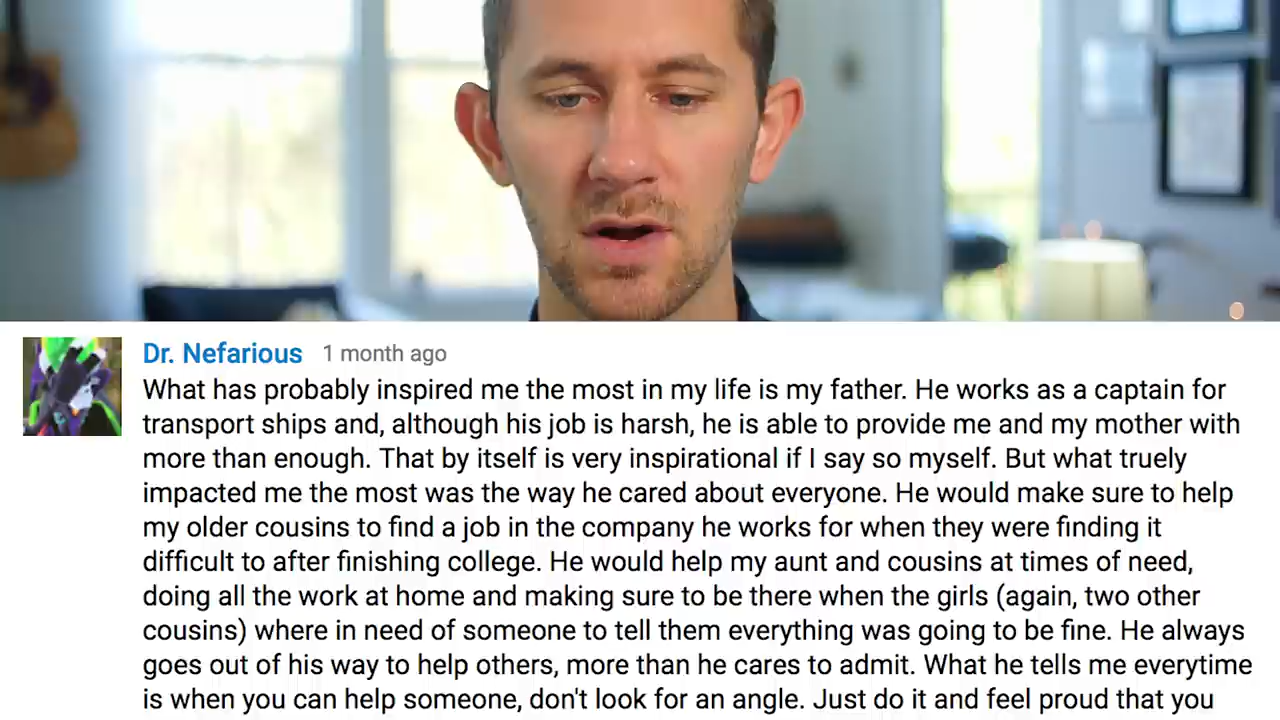 Dr. Nefarious 1 month ago
What has probably inspired me the most in my life is my father. He works as a captain for
transport ships and, although his job is harsh, he is able to provide me and my mother with
more than enough. That by itself is very inspirational if I say so myself. But what truely
impacted me the most was the way he cared about everyone. He would make sure to help
my older cousins to find a job in the company he works for when they were finding it
difficult to after finishing college. He would help my aunt and cousins at times of need,
doing all the work at home and making sure to be there when the girls (again, two other
cousins) where in need of someone to tell them everything was going to be fine. He always
goes out of his way to help others, more than he cares to admit. What he tells me everytime
is when you can help someone, don't look for an angle. Just do it and feel proud that you